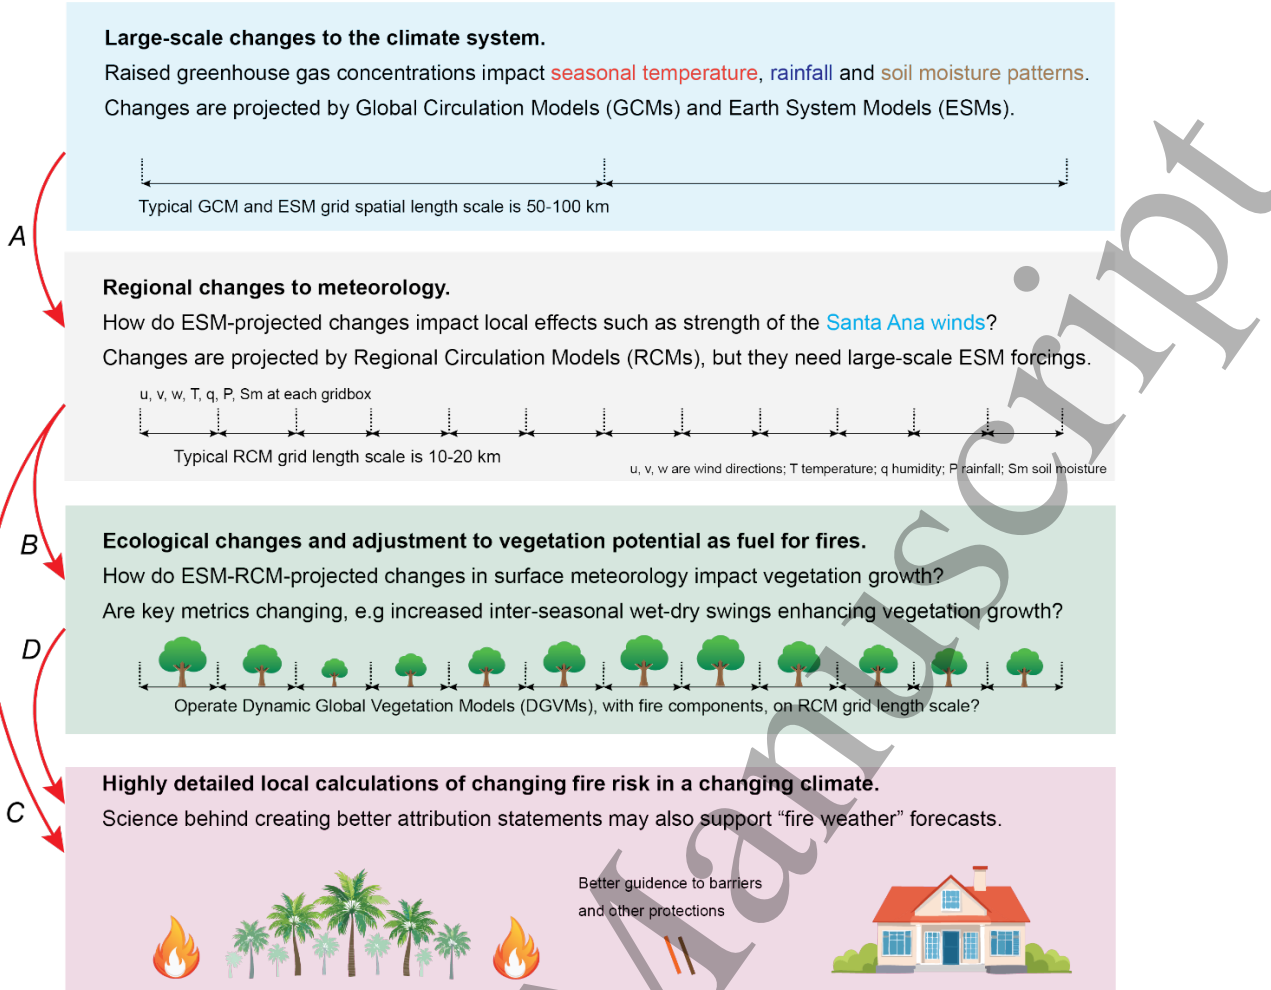 Large-scale changes to the climate system.
Raised greenhouse gas concentrations impact seasonal temperature, rainfall and soil moisture patterns.
Changes are projected by Global Circulation Models (GCMs) and Earth System Models (ESMs).
Typical GCM and ESM grid spatial length scale is 50-100 km
A
Regional changes to meteorology.
How do ESM-projected changes impact local effects such as strength of the Santa Ana winds?
Changes are projected by Regional Circulation Models (RCMs), but they need large-scale ESM forcings.
u, v, w, T, q, P, Sm at each gridbox
Typical RCM grid length scale is 10-20 km
u, v, w are wind directions; T temperature; q humidity; P rainfall; Sm soil moisture
B
Ecological changes and adjustment to vegetation potential as fuel for fires.
How do ESM-RCM-projected changes in surface meteorology impact vegetation growth?
Are key metrics changing, e.g increased inter-seasonal wet-dry swings enhancing vegetation growth?
D
Operate Dynamic Global Vegetation Models (DGVMs), with fire components, on RCM grid length scale?
C
Highly detailed local calculations of changing fire risk in a changing climate.
Science behind creating better attribution statements may also support “fire weather” forecasts.
Better guidence to barriers
and other protections
Manuscript